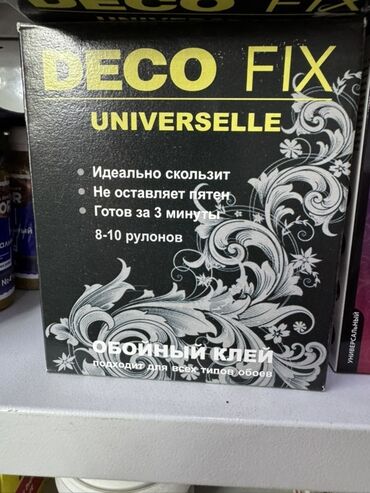 DECO FIX
UNIVERSELLE
• Идеально скользит
• Не оставляет пятен
• Готов за 3 минуты
8-10 рулонов
ОБОЙНЫЙ КЛЕЙ
подходит для всех типов обоев
УНИВЕРСАЛЬНЫЙ